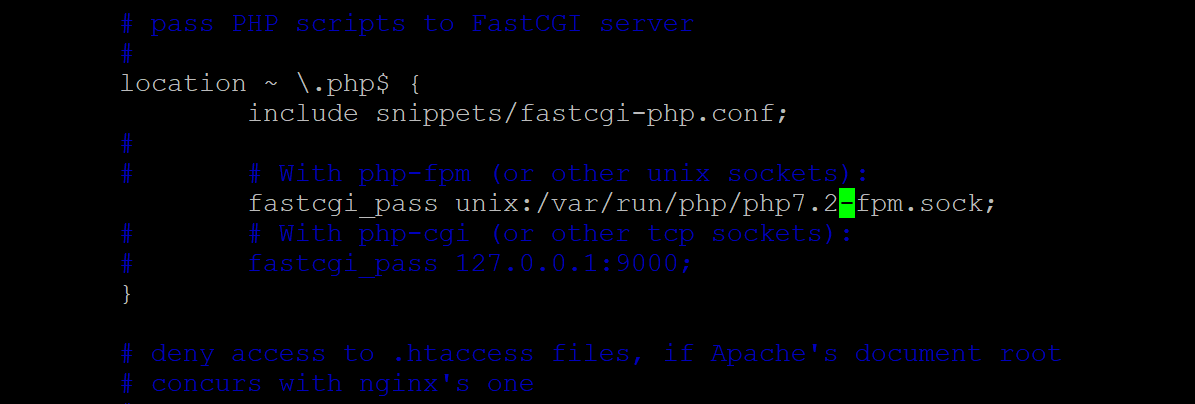 # pass PHP scripts to FastCGI server
#
location ~ \.php$ {
include snippets/fastcgi-php.conf;
#
# # With php-fpm (or other unix sockets):
fastcgi_pass unix:/var/run/php/php7.2-fpm.sock;
# # With php-cgi (or other tcp sockets):
# fastcgi_pass 127.0.0.1:9000;
}
# deny access to .htaccess files, if Apache's document root
# concurs with nginx's one